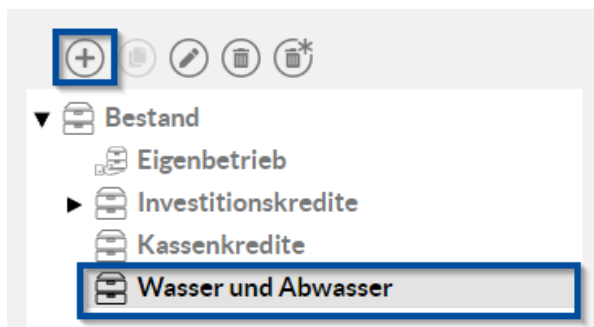 Bestand
Eigenbetrieb
Investitionskredite
Kassenkredite
Wasser und Abwasser